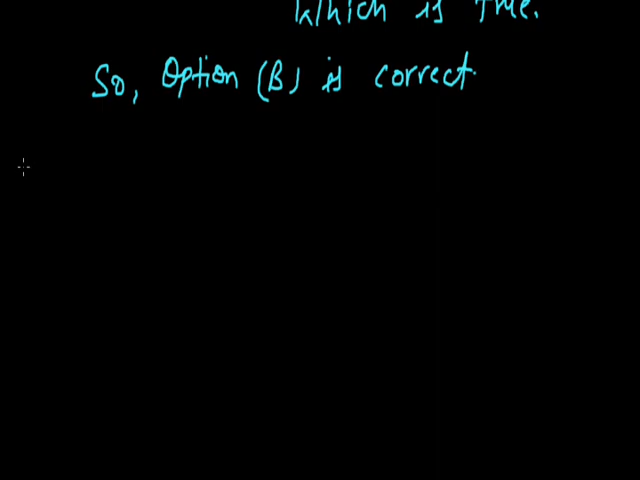 Which is true.
So, Option (B) is correct.